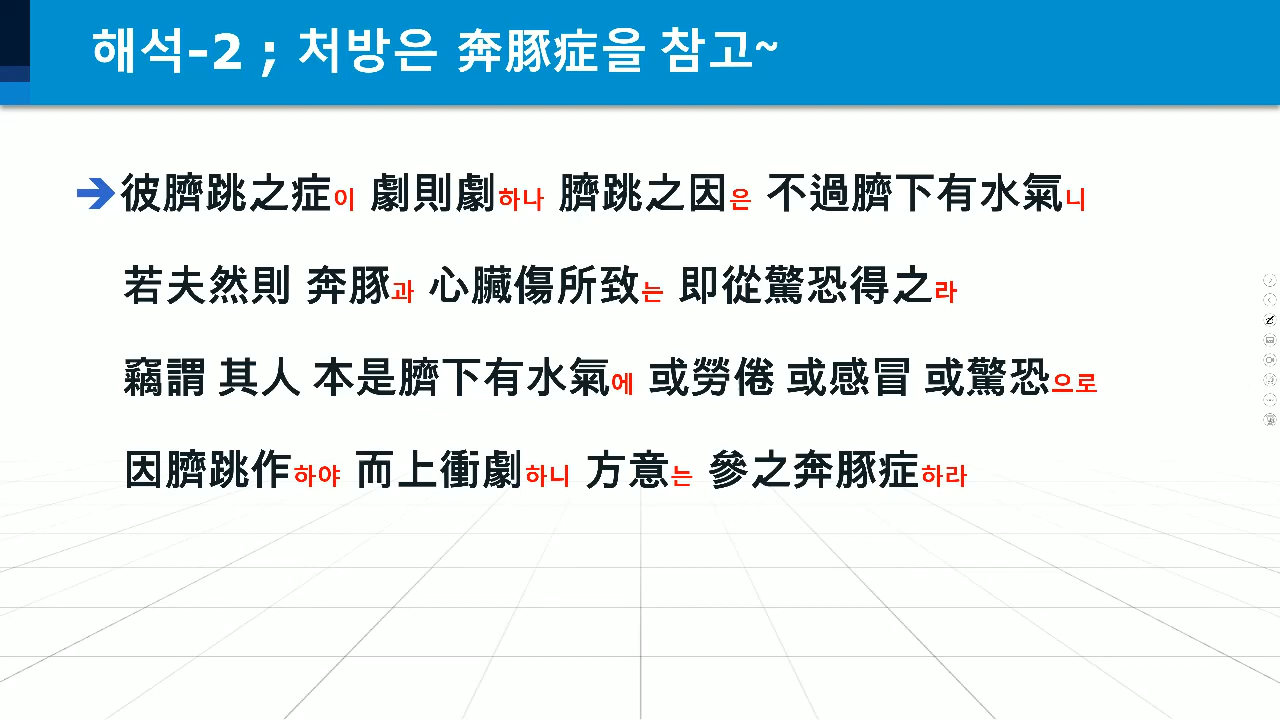 해석-2 ; 처방은 奔豚症을 참고~
➔彼臍跳之症이 劇則劇하나 臍跳之因은 不過臍下有水氣니
若夫然則 奔豚과 心臟傷所致는 即從驚恐得之라
竊謂 其人 本是臍下有水氣에 或勞倦 或感冒 或驚恐으로
因臍跳作하야 而上衝劇하니 方意는 參之奔豚症하라